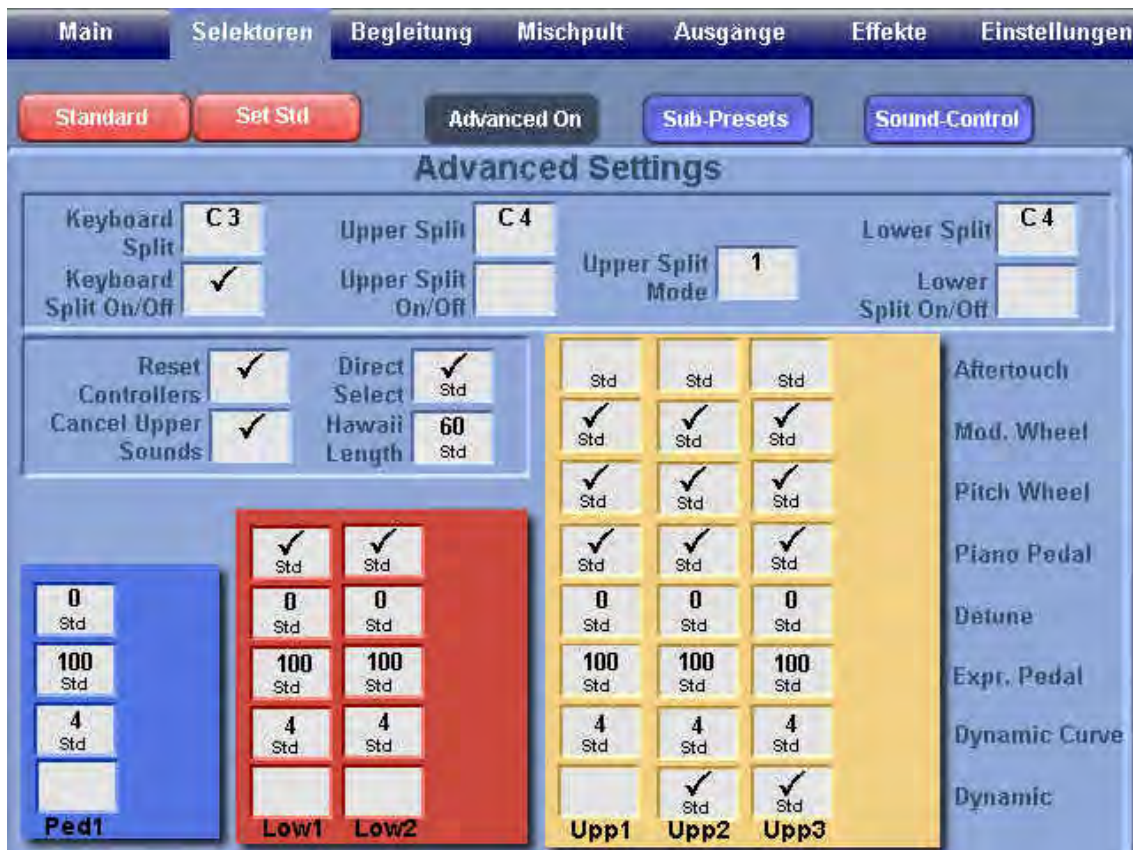 Main Selektoren Begleitung Mischpult Ausgänge Effekte Einstellungen
Standard Set Std Advanced On Sub-Presets Sound-Control
Advanced Settings
Keyboard Split C 3
Upper Split C 4
Lower Split C 4
Keyboard Split On/Off ✓
Upper Split On/Off
Upper Split Mode 1
Lower Split On/Off
Reset Controllers ✓
Direct Select ✓ Std
Cancel Upper Sounds ✓
Hawaii Length 60 Std
Std Std Std Aftertouch
✓ Std ✓ Std ✓ Std Mod. Wheel
✓ Std ✓ Std ✓ Std Pitch Wheel
✓ Std ✓ Std ✓ Std ✓ Std ✓ Std Piano Pedal
0 Std 0 Std 0 Std 0 Std 0 Std 0 Std Detune
100 Std 100 Std 100 Std 100 Std 100 Std 100 Std Expr. Pedal
4 Std 4 Std 4 Std 4 Std 4 Std 4 Std Dynamic Curve
✓ Std ✓ Std Dynamic
Ped1 Low1 Low2 Upp1 Upp2 Upp3